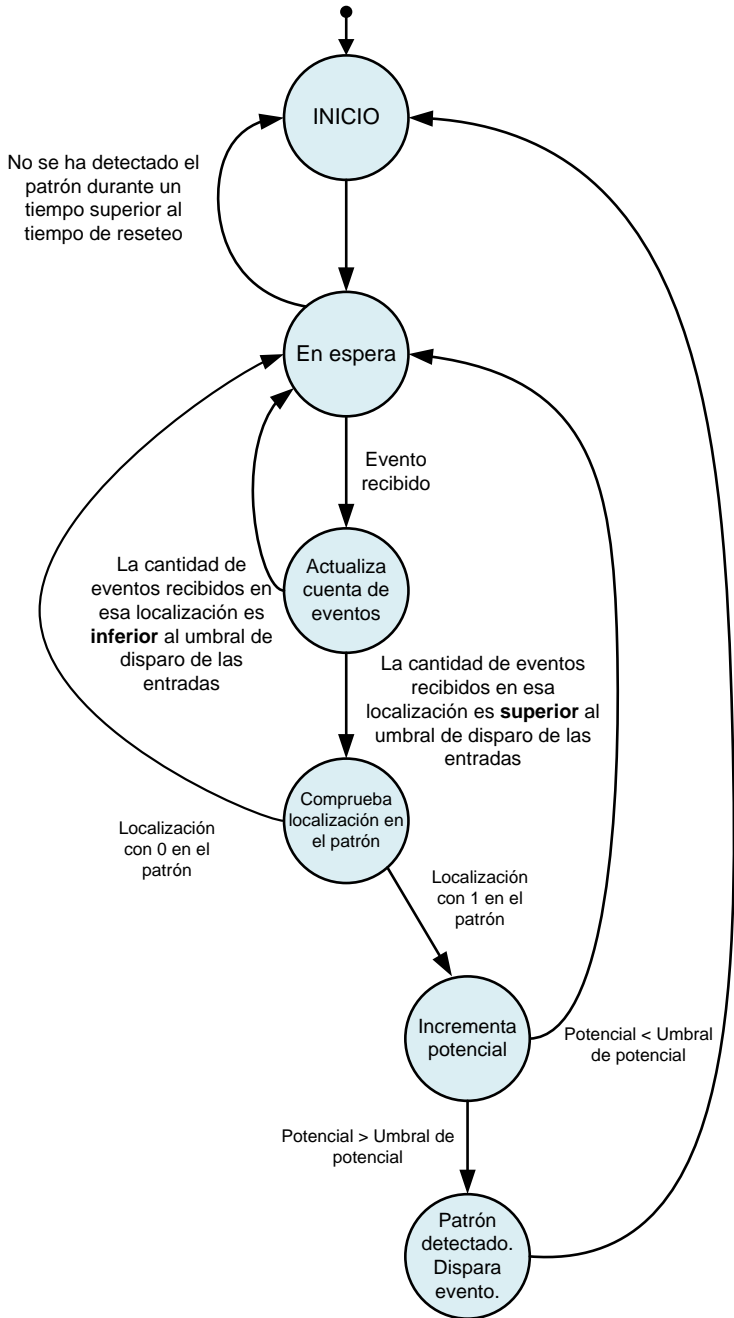 INICIO
No se ha detectado el
patrón durante un
tiempo superior al
tiempo de reseteo
En espera
Evento
recibido
Actualiza
cuenta de
eventos
La cantidad de
eventos recibidos en
esa localización es
inferior al umbral de
disparo de las
entradas
La cantidad de eventos
recibidos en esa
localización es superior al
umbral de disparo de las
entradas
Comprueba
localización en
el patrón
Localización
con 0 en el
patrón
Localización
con 1 en el
patrón
Incrementa
potencial
Potencial < Umbral
de potencial
Potencial > Umbral de
potencial
Patrón
detectado.
Dispara
evento.